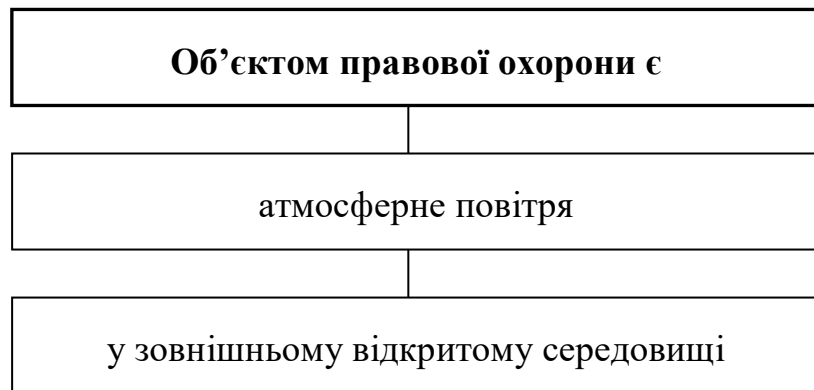 Об’єктом правової охорони є
атмосферне повітря
у зовнішньому відкритому середовищі